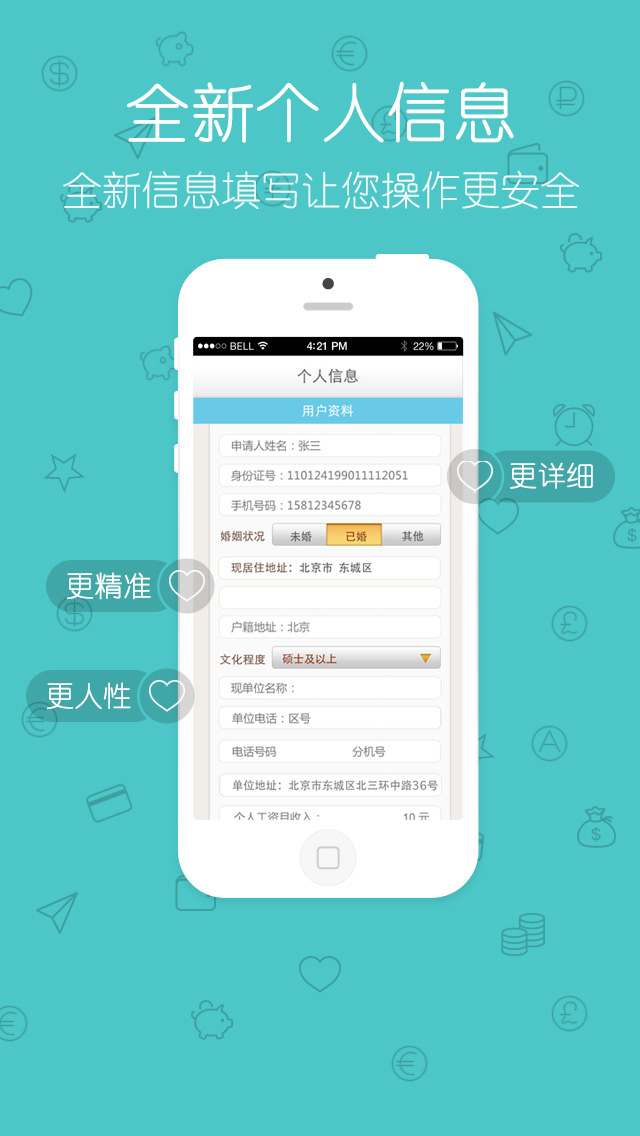 全新个人信息
全新信息填写让您操作更安全
BELL 4:21 PM 22%
个人信息
用户资料
申请人姓名：张三
身份证号：110124199011112051
更详细
手机号码：15812345678
婚姻状况 未婚 已婚 其他
现居住地址：北京市 东城区
更精准
户籍地址：北京
文化程度 硕士及以上
现单位名称：
更人性
单位电话：区号
电话号码 分机号
单位地址：北京市东城区北三环中路36号
个人工资月收入： 10 元